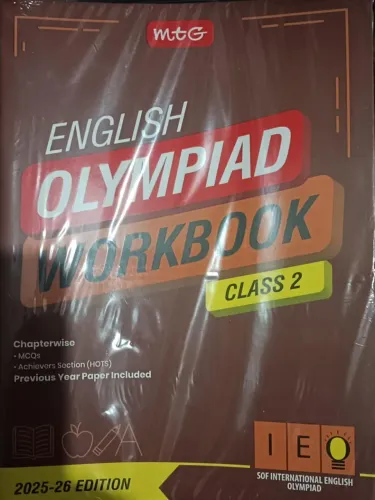 mtG
ENGLISH
OLYMPIAD
WORKBOOK
CLASS 2
Chapterwise
• MCQs
• Achievers Section (HOTS)
Previous Year Paper Included
IEO
SOF INTERNATIONAL ENGLISH
OLYMPIAD
2025-26 EDITION